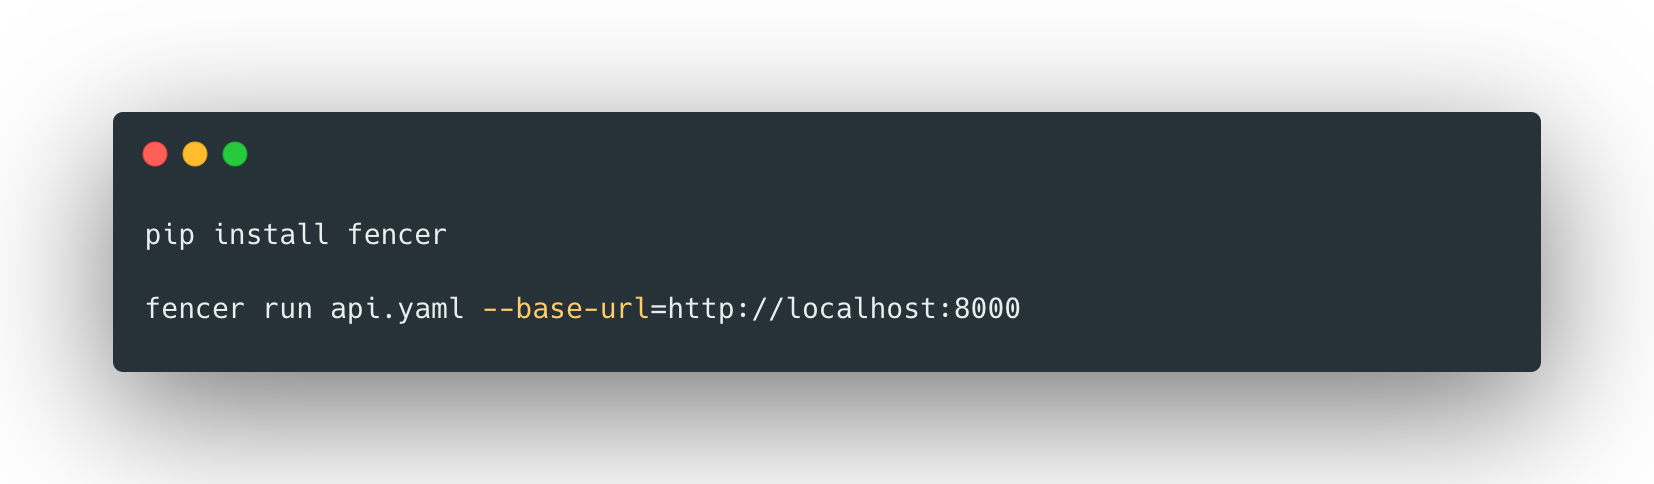 pip install fencer
fencer run api.yaml --base-url=http://localhost:8000